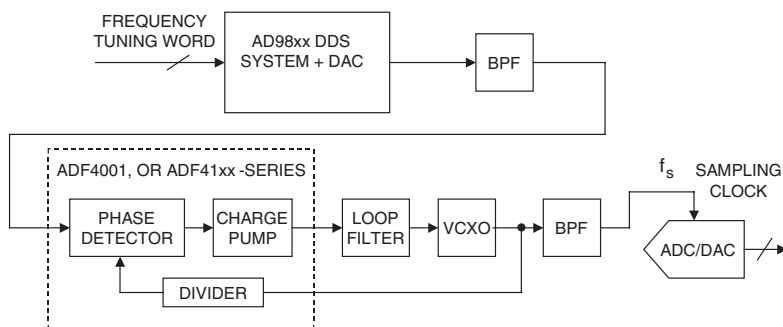 FREQUENCY
TUNING WORD
AD98xx DDS
SYSTEM + DAC
BPF
ADF4001, OR ADF41xx -SERIES
PHASE
DETECTOR
CHARGE
PUMP
LOOP
FILTER
VCXO
BPF
fs
SAMPLING
CLOCK
ADC/DAC
DIVIDER